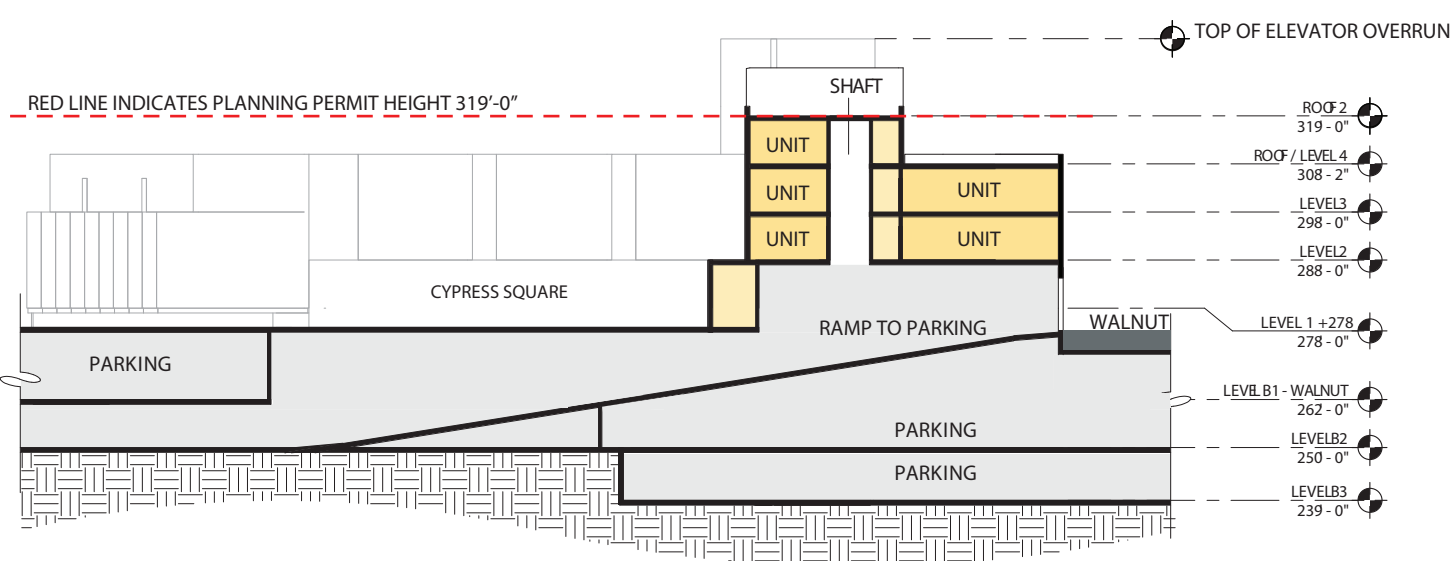 TOP OF ELEVATOR OVERRUN
SHAFT
RED LINE INDICATES PLANNING PERMIT HEIGHT 319'-0"
ROOF 2
319 - 0"
UNIT
ROOF / LEVEL 4
308 - 2"
UNIT
UNIT
LEVEL3
298 - 0"
UNIT
UNIT
LEVEL2
288 - 0"
CYPRESS SQUARE
RAMP TO PARKING
WALNUT
LEVEL 1 +278
278 - 0"
PARKING
LEVEL B1 - WALNUT
262 - 0"
PARKING
LEVELB2
250 - 0"
PARKING
LEVELB3
239 - 0"